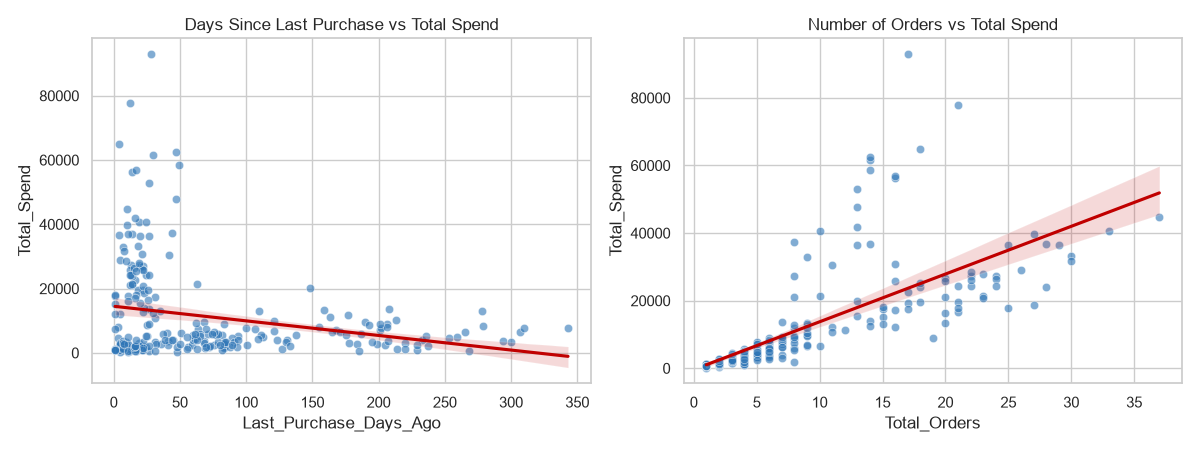 Days Since Last Purchase vs Total Spend
Total_Spend
80000
60000
40000
20000
0
0 50 100 150 200 250 300 350
Last_Purchase_Days_Ago
Number of Orders vs Total Spend
Total_Spend
80000
60000
40000
20000
0
0 5 10 15 20 25 30 35
Total_Orders